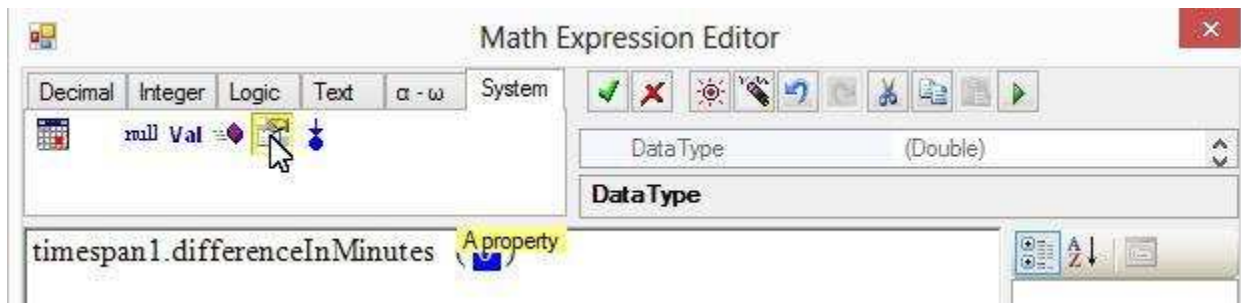 Math Expression Editor
Decimal Integer Logic Text α - ω System
null Val
DataType (Double)
DataType
timespan1.differenceInMinutes ( )
A property
A Z